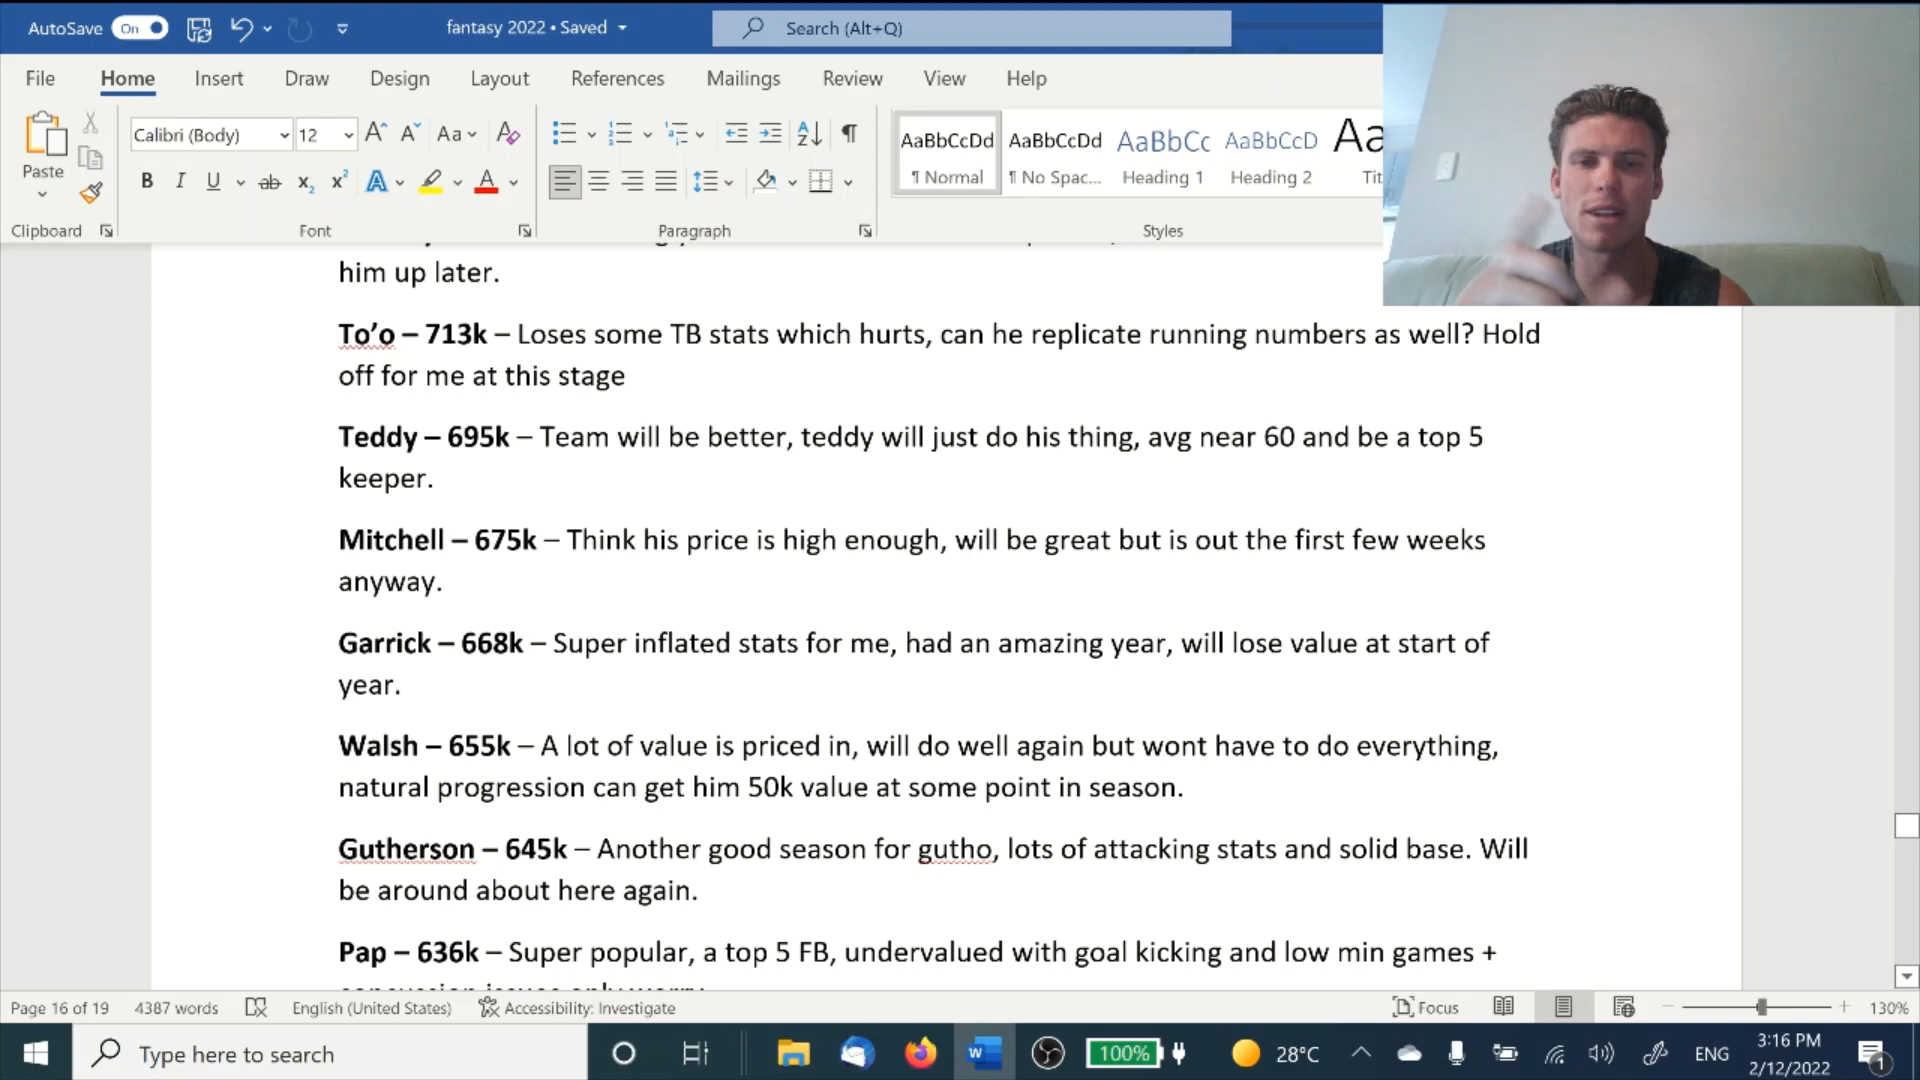 AutoSave On fantasy 2022 • Saved Search (Alt+Q)
File Home Insert Draw Design Layout References Mailings Review View Help
Paste Calibri (Body) 12 Aa AaBbCcDd AaBbCcDd AaBbCc AaBbCcD Aa
B I U ab x₂ x² A A ¶ Normal ¶ No Spac... Heading 1 Heading 2 Tit
Clipboard Font Paragraph Styles
him up later.
To’o – 713k – Loses some TB stats which hurts, can he replicate running numbers as well? Hold
off for me at this stage
Teddy – 695k – Team will be better, teddy will just do his thing, avg near 60 and be a top 5
keeper.
Mitchell – 675k – Think his price is high enough, will be great but is out the first few weeks
anyway.
Garrick – 668k – Super inflated stats for me, had an amazing year, will lose value at start of
year.
Walsh – 655k – A lot of value is priced in, will do well again but wont have to do everything,
natural progression can get him 50k value at some point in season.
Gutherson – 645k – Another good season for gutho, lots of attacking stats and solid base. Will
be around about here again.
Pap – 636k – Super popular, a top 5 FB, undervalued with goal kicking and low min games +
Page 16 of 19 4387 words English (United States) Accessibility: Investigate Focus 130%
Type here to search 100% 28°C ENG 3:16 PM
2/12/2022 1